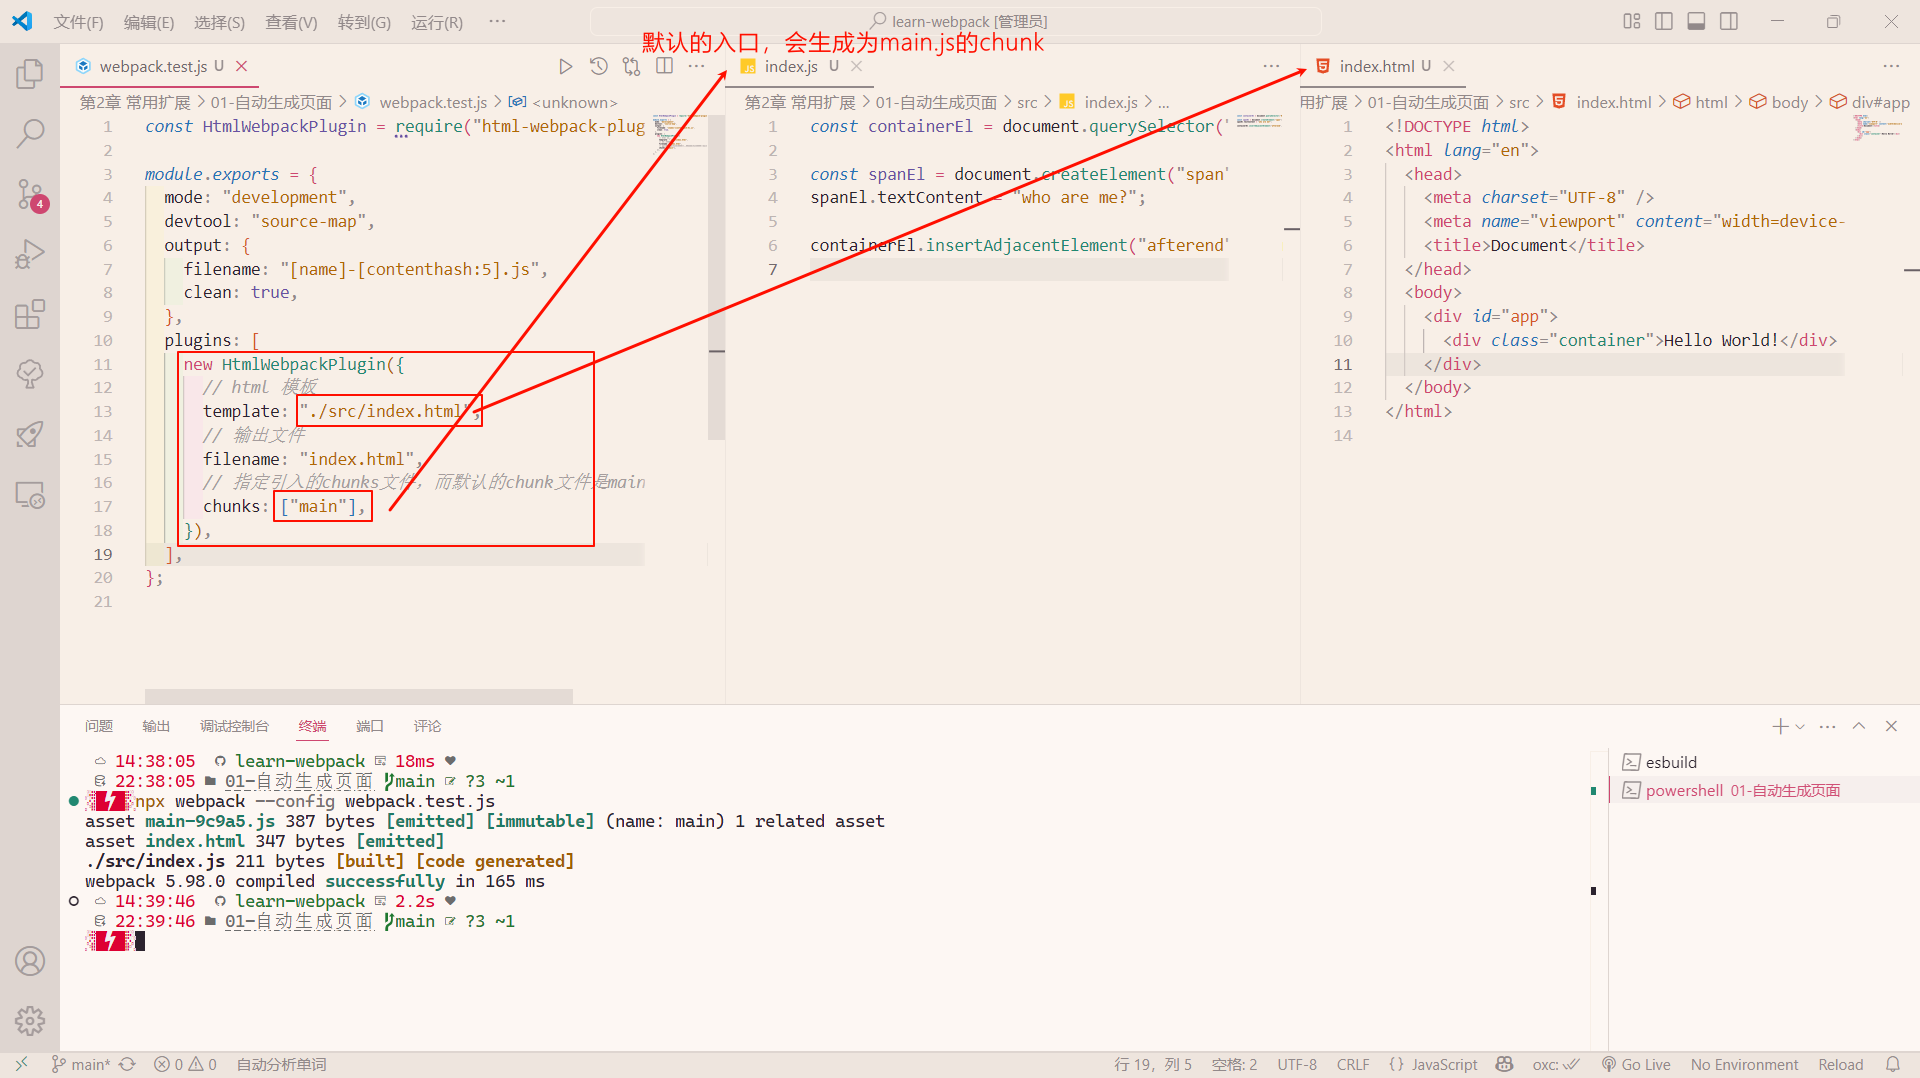 文件(F) 编辑(E) 选择(S) 查看(V) 转到(G) 运行(R) ··· learn-webpack [管理员]
默认的入口，会生成为main.js的chunk
webpack.test.js U
第2章 常用扩展 > 01-自动生成页面 > webpack.test.js > <unknown>
1 const HtmlWebpackPlugin = require("html-webpack-plug
2
3 module.exports = {
4 mode: "development",
5 devtool: "source-map",
6 output: {
7 filename: "[name]-[contenthash:5].js",
8 clean: true,
9 },
10 plugins: [
11 new HtmlWebpackPlugin({
12 // html 模板
13 template: "./src/index.html",
14 // 输出文件
15 filename: "index.html",
16 // 指定引入的chunks文件，而默认的chunk文件是main
17 chunks: ["main"],
18 }),
19 ],
20 };
21
index.js U
第2章 常用扩展 > 01-自动生成页面 > src > index.js > ...
1 const containerEl = document.querySelector('
2
3 const spanEl = document.createElement("span"
4 spanEl.textContent = "who are me?";
5
6 containerEl.insertAdjacentElement("afterend"
7
index.html U
用扩展 > 01-自动生成页面 > src > index.html > html > body > div#app
1 <!DOCTYPE html>
2 <html lang="en">
3 <head>
4 <meta charset="UTF-8" />
5 <meta name="viewport" content="width=device-
6 <title>Document</title>
7 </head>
8 <body>
9 <div id="app">
10 <div class="container">Hello World!</div>
11 </div>
12 </body>
13 </html>
14
4
问题 输出 调试控制台 终端 端口 评论
14:38:05 learn-webpack 18ms
22:38:05 01-自动生成页面 main ?3 ~1
npx webpack --config webpack.test.js
asset main-9c9a5.js 387 bytes [emitted] [immutable] (name: main) 1 related asset
asset index.html 347 bytes [emitted]
./src/index.js 211 bytes [built] [code generated]
webpack 5.98.0 compiled successfully in 165 ms
14:39:46 learn-webpack 2.2s
22:39:46 01-自动生成页面 main ?3 ~1
esbuild
powershell 01-自动生成页面
main* 0 0 自动分析单词 行 19，列 5 空格: 2 UTF-8 CRLF {} JavaScript oxc: Go Live No Environment Reload